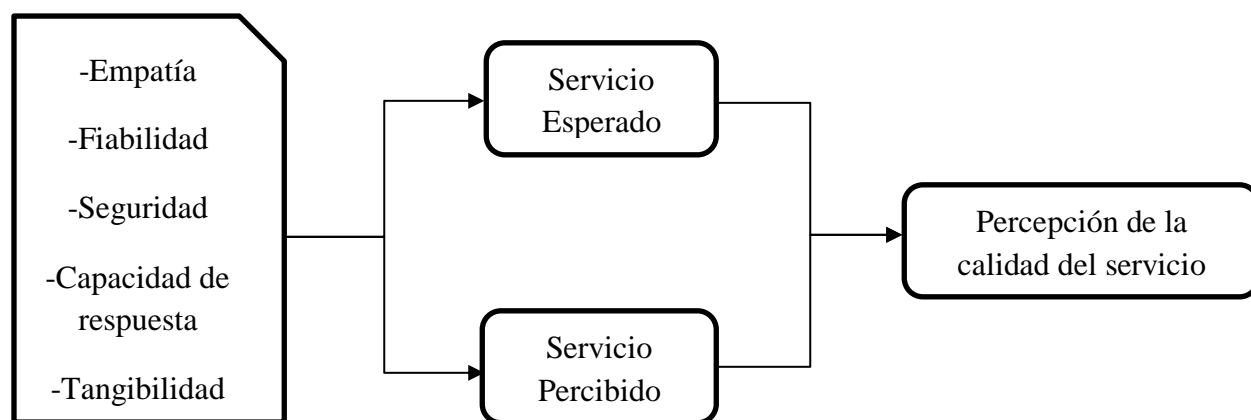 -Empatía
-Fiabilidad
-Seguridad
-Capacidad de
respuesta
-Tangibilidad
Servicio
Esperado
Servicio
Percibido
Percepción de la
calidad del servicio